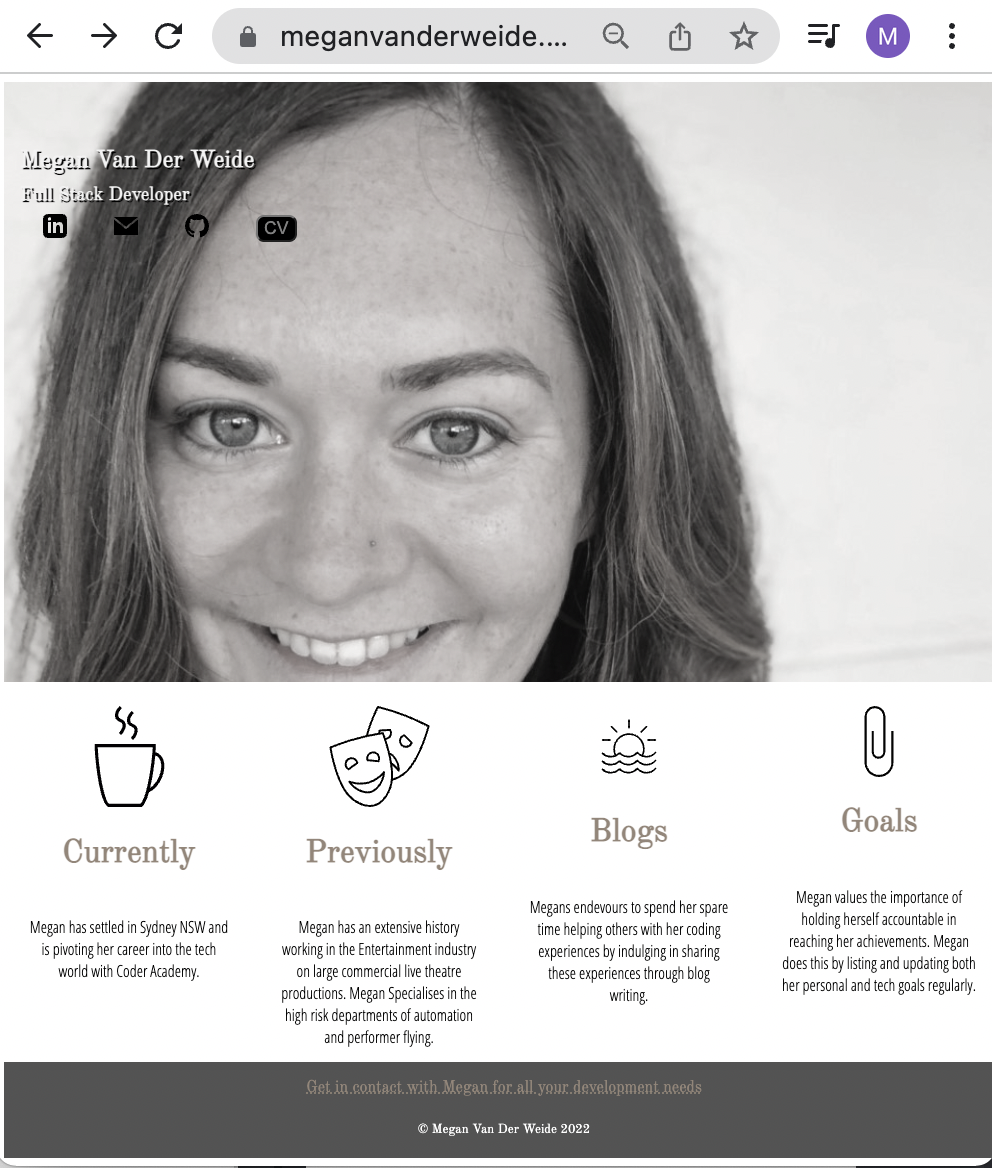 meganvanderweide....
M
Megan Van Der Weide
Full Stack Developer
in
CV
Currently
Megan has settled in Sydney NSW and
is pivoting her career into the tech
world with Coder Academy.
Previously
Megan has an extensive history
working in the Entertainment industry
on large commercial live theatre
productions. Megan Specialises in the
high risk departments of automation
and performer flying.
Blogs
Megans endevours to spend her spare
time helping others with her coding
experiences by indulging in sharing
these experiences through blog
writing.
Goals
Megan values the importance of
holding herself accountable in
reaching her achievements. Megan
does this by listing and updating both
her personal and tech goals regularly.
Get in contact with Megan for all your development needs
© Megan Van Der Weide 2022